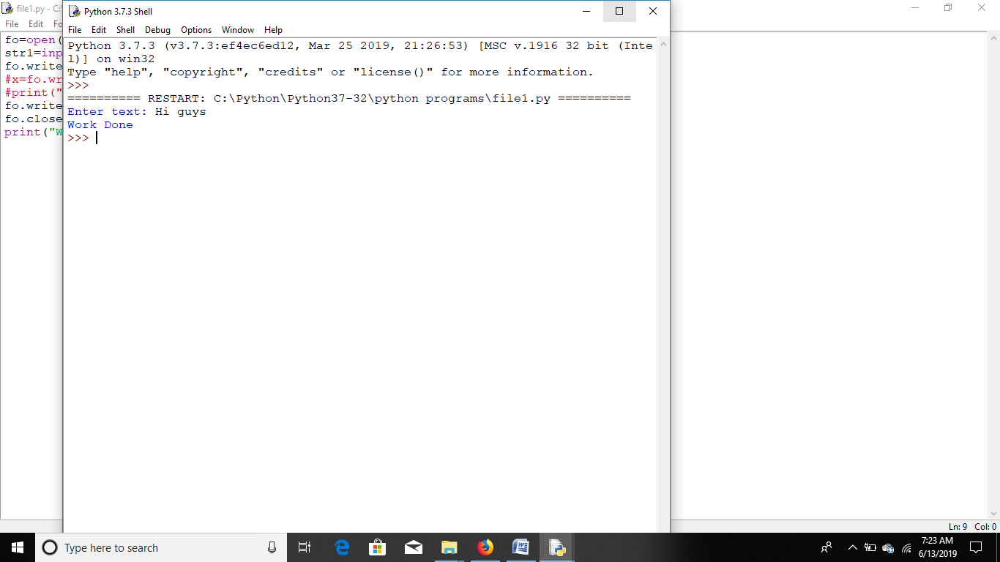 file1.py - C:\
File Edit Fo
fo=open(
str1=inp
fo.write
#x=fo.wr
#print("
fo.write
fo.close
print("W
Python 3.7.3 Shell
File Edit Shell Debug Options Window Help
Python 3.7.3 (v3.7.3:ef4ec6ed12, Mar 25 2019, 21:26:53) [MSC v.1916 32 bit (Inte
l)] on win32
Type "help", "copyright", "credits" or "license()" for more information.
>>>
========== RESTART: C:\Python\Python37-32\python programs\file1.py ==========
Enter text: Hi guys
Work Done
>>>
Ln: 9 Col: 0
Type here to search
7:23 AM
6/13/2019